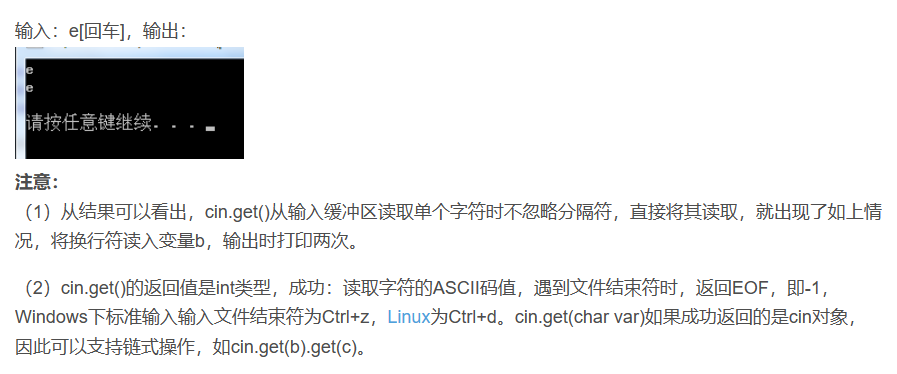 输入：e[回车]，输出：
e
e
请按任意键继续. . .
注意：
（1）从结果可以看出，cin.get()从输入缓冲区读取单个字符时不忽略分隔符，直接将其读取，就出现了如上情
况，将换行符读入变量b，输出时打印两次。
（2）cin.get()的返回值是int类型，成功：读取字符的ASCII码值，遇到文件结束符时，返回EOF，即-1，
Windows下标准输入输入文件结束符为Ctrl+z，Linux为Ctrl+d。cin.get(char var)如果成功返回的是cin对象，
因此可以支持链式操作，如cin.get(b).get(c)。